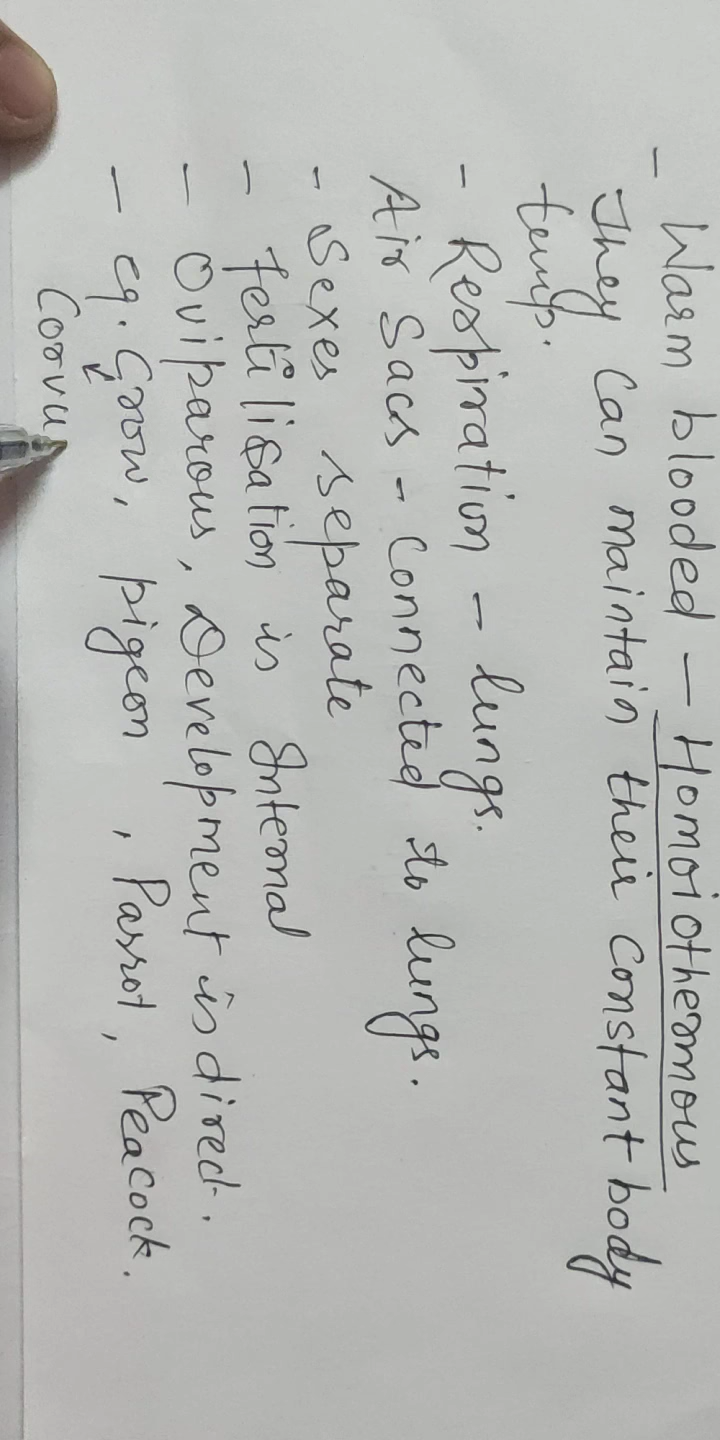 - Warm blooded - Homoiothermous
They can maintain their constant body
temp.
- Respiration - lungs.
Air Sacs - connected to lungs.
- Sexes separate
- fertilisation is Internal
- Oviparous, Development is direct.
- eg. Crow, pigeon, Parrot, Peacock.
Corvu